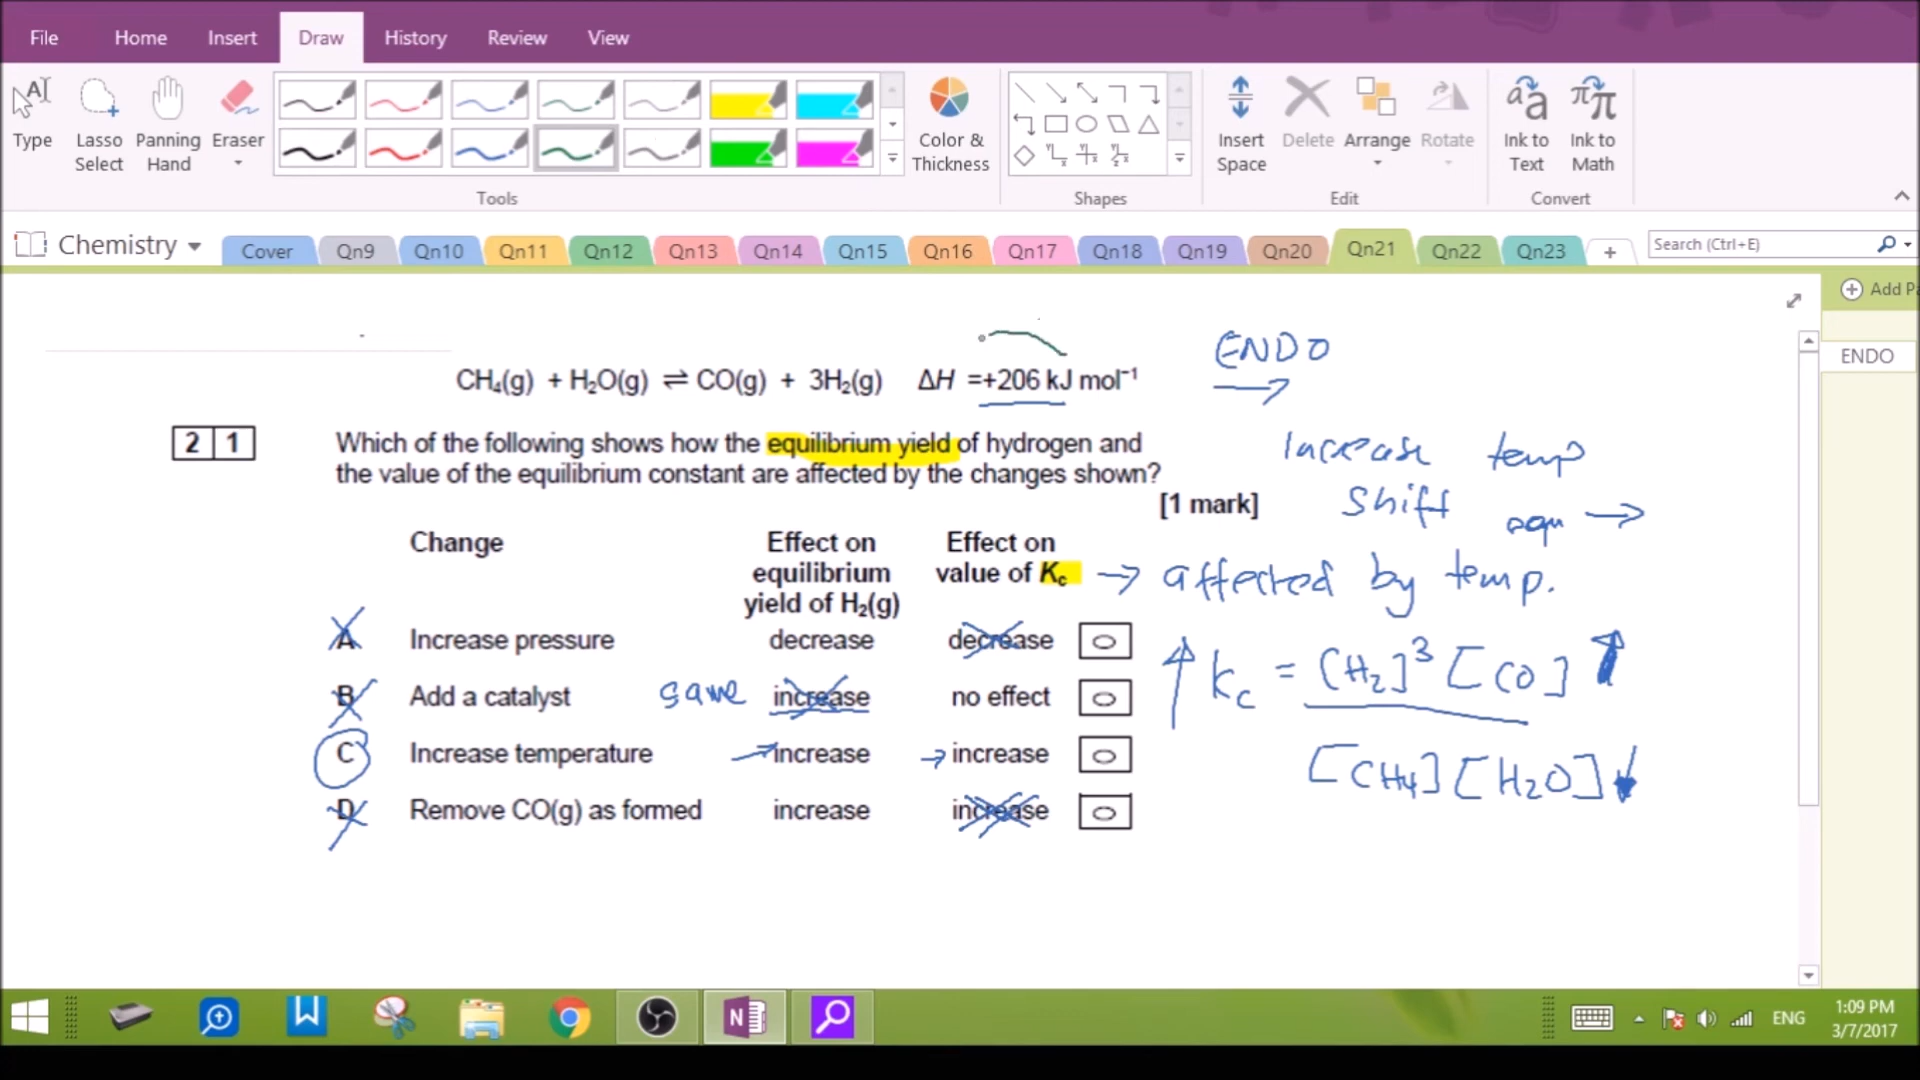 File Home Insert Draw History Review View
Type Lasso Select Panning Hand Eraser Color & Thickness Insert Space Delete Arrange Rotate Ink to Text Ink to Math
Tools Shapes Edit Convert
Chemistry Cover Qn9 Qn10 Qn11 Qn12 Qn13 Qn14 Qn15 Qn16 Qn17 Qn18 Qn19 Qn20 Qn21 Qn22 Qn23 + Search (Ctrl+E)
Add Pa
ENDO
ENDO
CH₄(g) + H₂O(g) ⇌ CO(g) + 3H₂(g) ΔH =+206 kJ mol⁻¹
→
2 1 Which of the following shows how the equilibrium yield of hydrogen and
the value of the equilibrium constant are affected by the changes shown?
[1 mark]
Increase temp
shift eqm →
Change Effect on equilibrium yield of H₂(g) Effect on value of Kc → affected by temp.
A Increase pressure decrease decrease
B Add a catalyst same increase no effect
C Increase temperature → increase → increase
D Remove CO(g) as formed increase increase
↑ Kc = [H₂]³ [CO] ↑
[CH₄] [H₂O] ↓
W N ENG 1:09 PM
3/7/2017